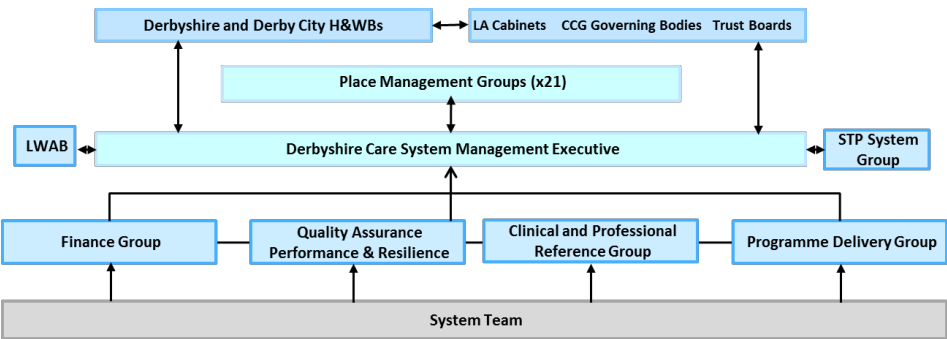 Derbyshire and Derby City H&WBs
LA Cabinets CCG Governing Bodies Trust Boards
Place Management Groups (x21)
LWAB
Derbyshire Care System Management Executive
STP System
Group
Finance Group
Quality Assurance
Performance & Resilience
Clinical and Professional
Reference Group
Programme Delivery Group
System Team